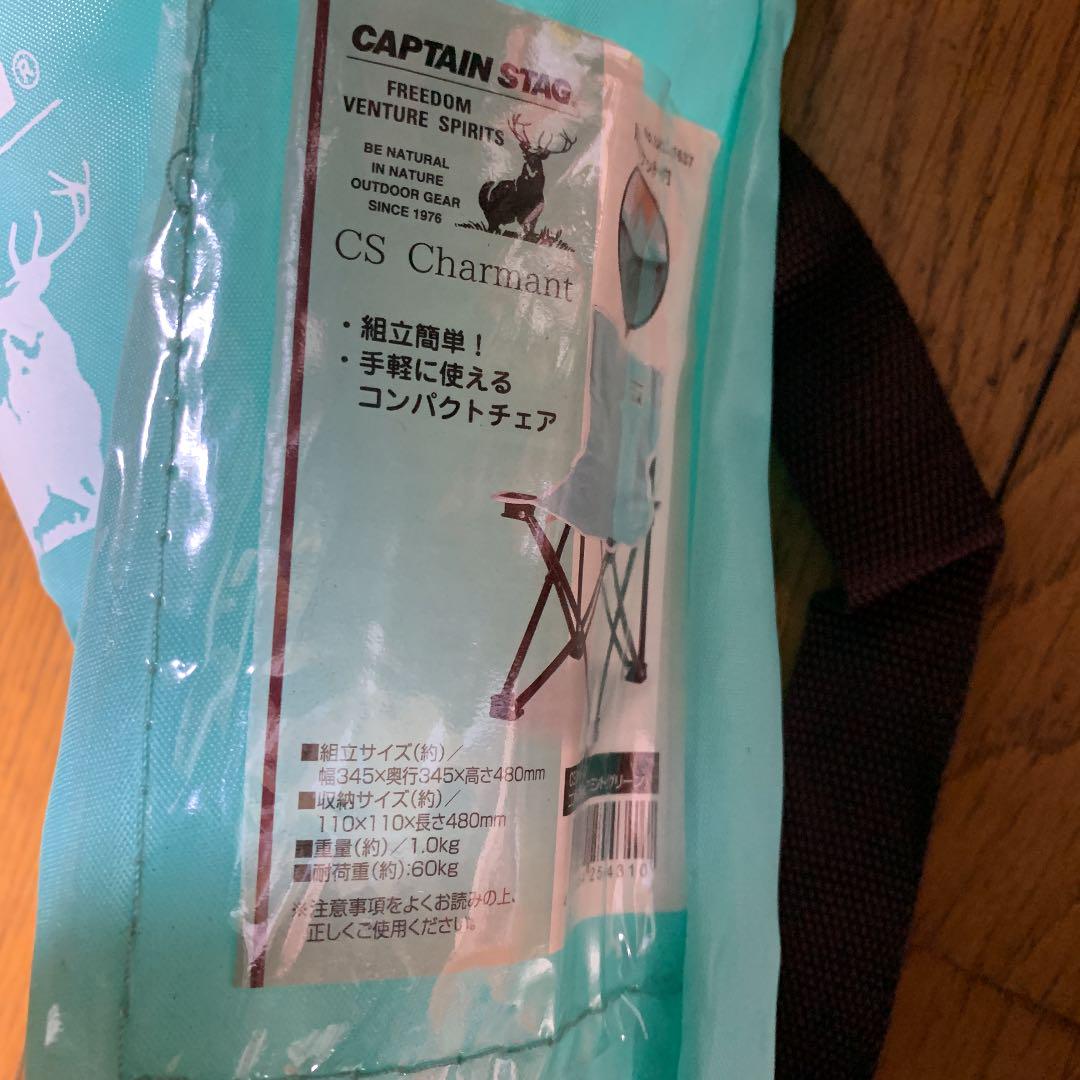 CAPTAIN STAG
FREEDOM
VENTURE SPIRITS
BE NATURAL
IN NATURE
OUTDOOR GEAR
SINCE 1976
CS Charmant
・組立簡単！
・手軽に使える
コンパクトチェア
■組立サイズ(約)／
幅345×奥行345×高さ480mm
■収納サイズ(約)／
110×110×長さ480mm
■重量(約)／1.0kg
■耐荷重(約):60kg
※注意事項をよくお読みの上、
正しくご使用ください。
®